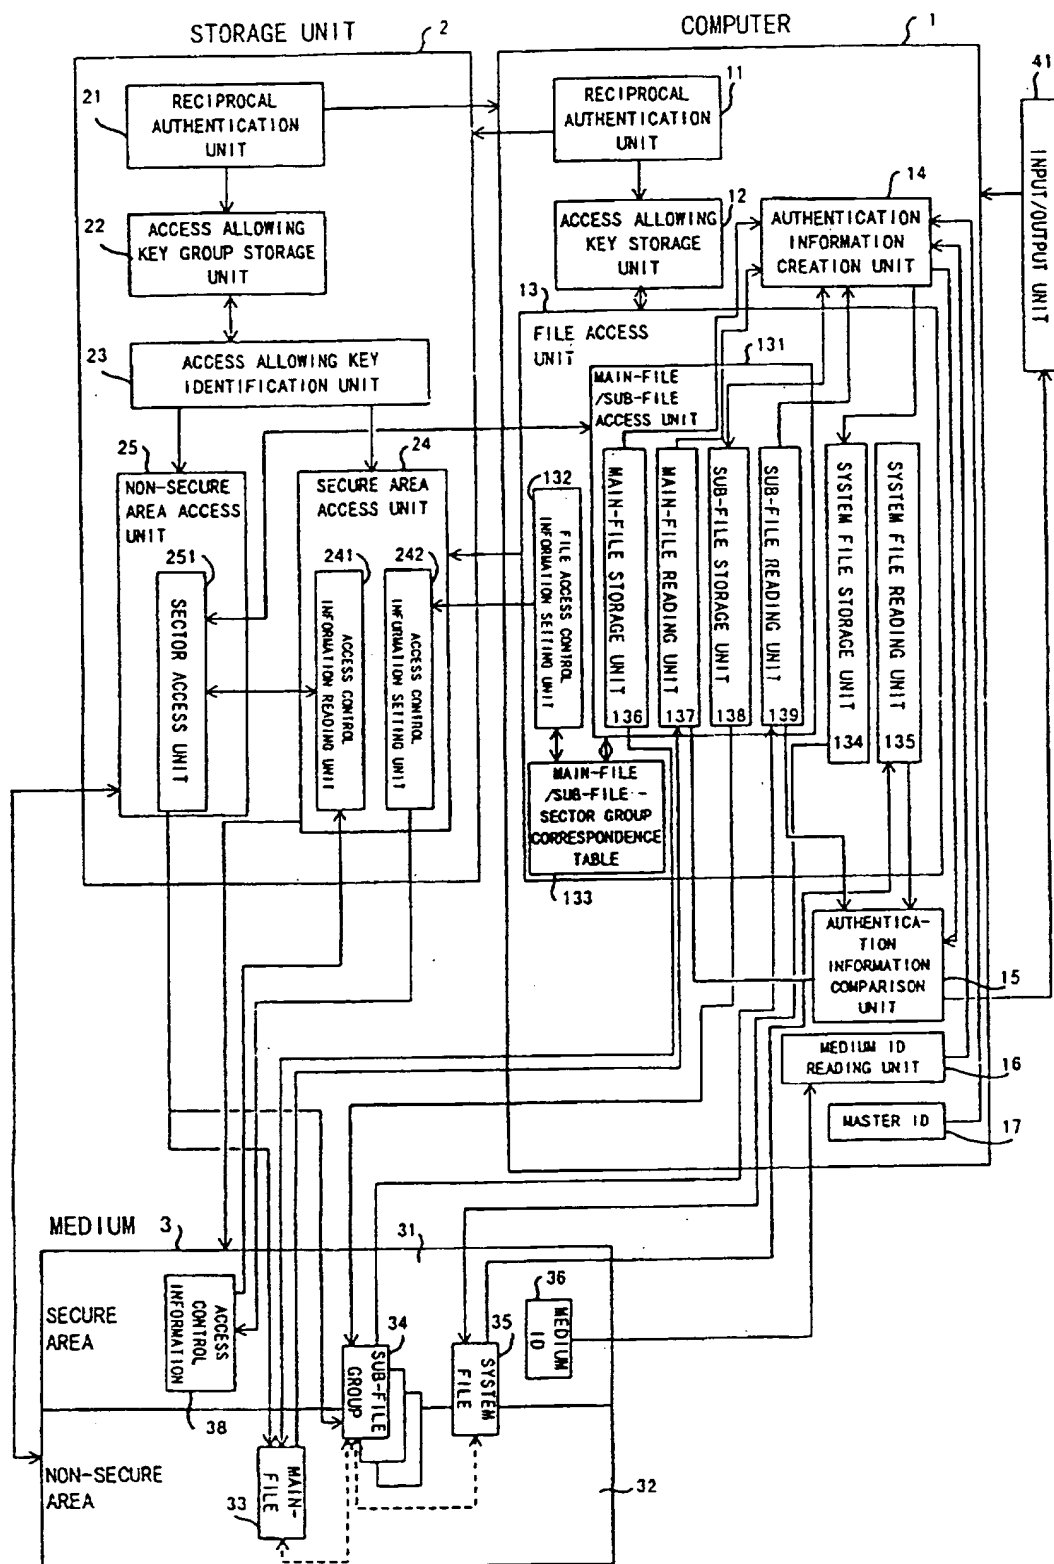 STORAGE UNIT
2
COMPUTER
1
41
21
RECIPROCAL
AUTHENTICATION
UNIT
11
RECIPROCAL
AUTHENTICATION
UNIT
INPUT/OUTPUT UNIT
22
ACCESS ALLOWING
KEY GROUP STORAGE
UNIT
12
ACCESS ALLOWING
KEY STORAGE
UNIT
14
AUTHENTICATION
INFORMATION
CREATION UNIT
23
ACCESS ALLOWING KEY
IDENTIFICATION UNIT
13
FILE ACCESS
UNIT
131
MAIN-FILE
/SUB-FILE
ACCESS UNIT
25
NON-SECURE
AREA ACCESS
UNIT
24
SECURE AREA
ACCESS UNIT
251
SECTOR ACCESS UNIT
241
ACCESS CONTROL
INFORMATION READING UNIT
242
ACCESS CONTROL
INFORMATION SETTING UNIT
132
FILE ACCESS CONTROL
INFORMATION SETTING UNIT
MAIN-FILE STORAGE UNIT
136
MAIN-FILE READING UNIT
137
SUB-FILE STORAGE UNIT
138
SUB-FILE READING UNIT
139
SYSTEM FILE STORAGE UNIT
134
SYSTEM FILE READING UNIT
135
MAIN-FILE
/SUB-FILE -
SECTOR GROUP
CORRESPONDENCE
TABLE
133
AUTHENTICA-
TION
INFORMATION
COMPARISON
UNIT
15
MEDIUM ID
READING UNIT
16
MASTER ID
17
MEDIUM 3
31
SECURE
AREA
ACCESS
CONTROL
INFORMATION
38
34
SUB-FILE
GROUP
35
SYSTEM
FILE
36
MEDIUM
ID
NON-SECURE
AREA
33
MAIN-
FILE
32